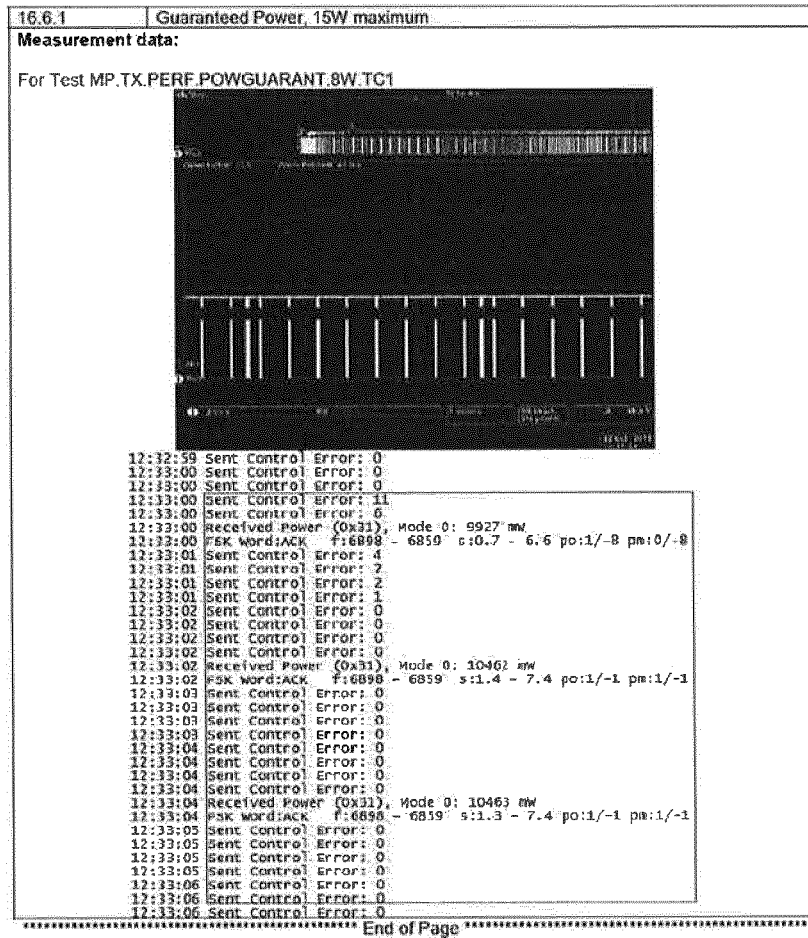 16.6.1 Guaranteed Power, 15W maximum
Measurement data:
For Test MP.TX.PERF.POWGUARANT.8W.TC1
12:32:59 Sent Control Error: 0
12:33:00 Sent Control Error: 0
12:33:00 Sent Control Error: 0
12:33:00 Sent Control Error: 11
12:33:00 Sent Control Error: 6
12:33:00 Received Power (0x31), Mode 0: 9927 mW
12:33:00 FSK Word:ACK f:6898 - 6859 s:0.7 - 6.6 po:1/-8 pm:0/-8
12:33:01 Sent Control Error: 4
12:33:01 Sent Control Error: 2
12:33:01 Sent Control Error: 2
12:33:01 Sent Control Error: 1
12:33:02 Sent Control Error: 0
12:33:02 Sent Control Error: 0
12:33:02 Sent Control Error: 0
12:33:02 Sent Control Error: 0
12:33:02 Received Power (0x31), Mode 0: 10462 mW
12:33:02 FSK Word:ACK f:6898 - 6859 s:1.4 - 7.4 po:1/-1 pm:1/-1
12:33:03 Sent Control Error: 0
12:33:03 Sent Control Error: 0
12:33:03 Sent Control Error: 0
12:33:03 Sent Control Error: 0
12:33:04 Sent Control Error: 0
12:33:04 Sent Control Error: 0
12:33:04 Sent Control Error: 0
12:33:04 Sent Control Error: 0
12:33:04 Received Power (0x31), Mode 0: 10463 mW
12:33:04 FSK Word:ACK f:6898 - 6859 s:1.3 - 7.4 po:1/-1 pm:1/-1
12:33:05 Sent Control Error: 0
12:33:05 Sent Control Error: 0
12:33:05 Sent Control Error: 0
12:33:05 Sent Control Error: 0
12:33:06 Sent Control Error: 0
12:33:06 Sent Control Error: 0
12:33:06 Sent Control Error: 0
End of Page